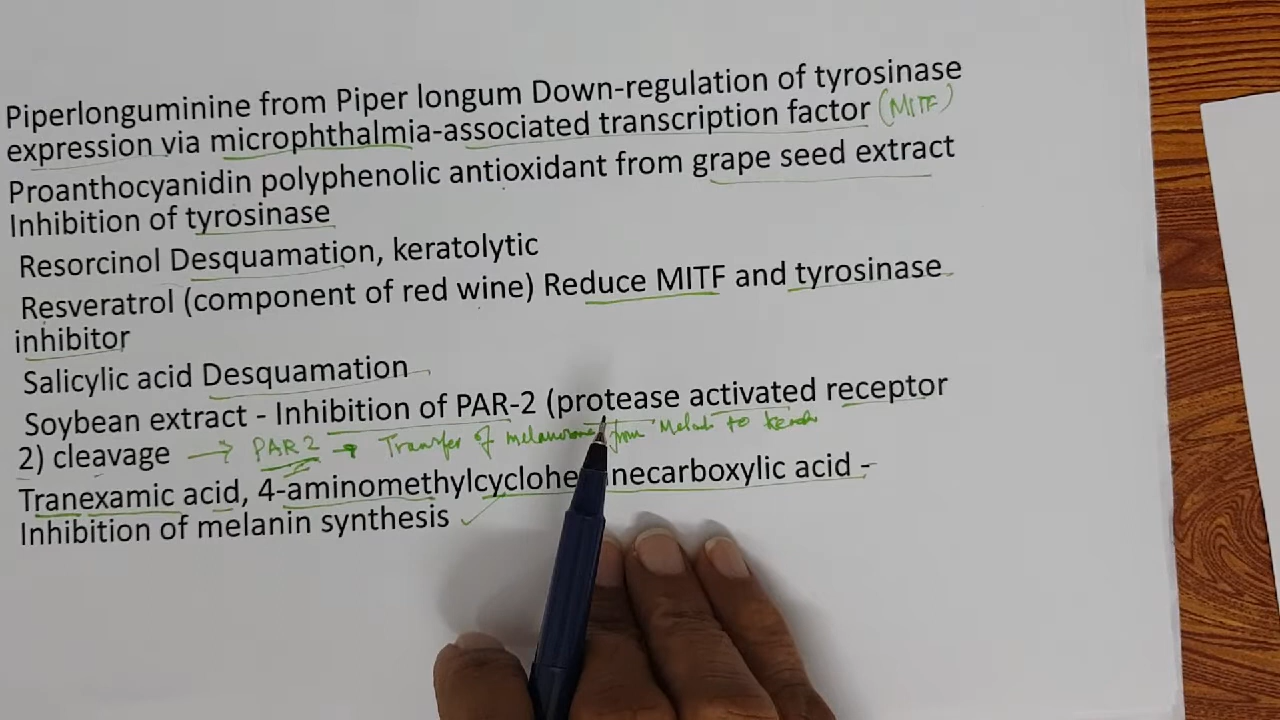 Piperlonguminine from Piper longum Down-regulation of tyrosinase
expression via microphthalmia-associated transcription factor (MITF)
Proanthocyanidin polyphenolic antioxidant from grape seed extract
Inhibition of tyrosinase
Resorcinol Desquamation, keratolytic
Resveratrol (component of red wine) Reduce MITF and tyrosinase
inhibitor
Salicylic acid Desquamation
Soybean extract - Inhibition of PAR-2 (protease activated receptor
2) cleavage → PAR2 → Transfer of from to
Tranexamic acid, 4-aminomethylcyclohe necarboxylic acid -
Inhibition of melanin synthesis ✓